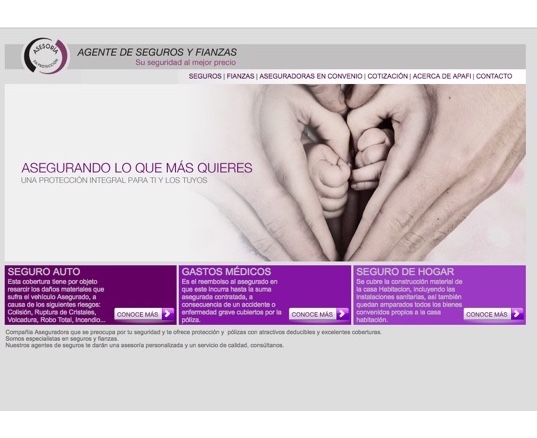 ASESORÍA
EN PROTECCIÓN
AGENTE DE SEGUROS Y FIANZAS
Su seguridad al mejor precio
SEGUROS | FIANZAS | ASEGURADORAS EN CONVENIO | COTIZACIÓN | ACERCA DE APAFI | CONTACTO
ASEGURANDO LO QUE MÁS QUIERES
UNA PROTECCIÓN INTEGRAL PARA TI Y LOS TUYOS
SEGURO AUTO
Esta cobertura tiene por objeto
resarcir los daños materiales que
sufra el vehículo Asegurado, a
causa de los siguientes riesgos:
Colisión, Ruptura de Cristales,
Volcadura, Robo Total, Incendio...
CONOCE MÁS
GASTOS MÉDICOS
Es el reembolso al asegurado en
que este incurra hasta la suma
asegurada contratada, a
consecuencia de un accidente o
enfermedad grave cubiertos por la
póliza.
CONOCE MÁS
SEGURO DE HOGAR
Se cubre la construcción material de
la casa Habitacion, incluyendo las
instalaciones sanitarias, así también
quedan amparados todos los bienes
convenidos propios a la casa
habitación.
CONOCE MÁS
Compañía Aseguradora que se preocupa por tu seguridad y te ofrece protección y pólizas con atractivos deducibles y excelentes coberturas.
Somos especialistas en seguros y fianzas.
Nuestros agentes de seguros te darán una asesoría personalizada y un servicio de calidad, consúltanos.